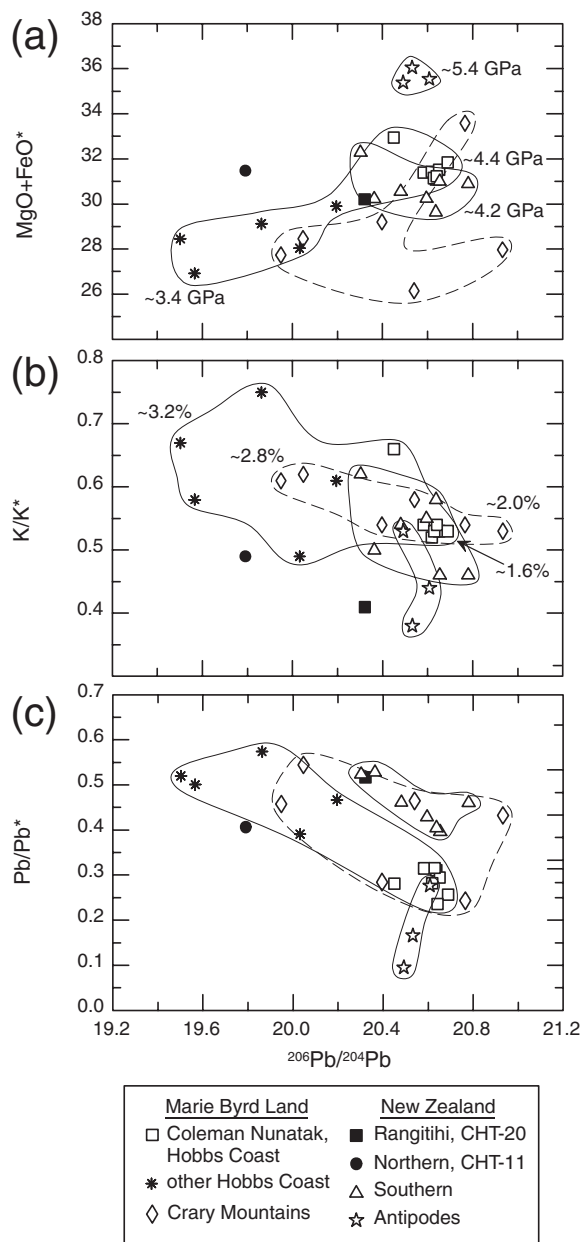 (a)
MgO+FeO*
38
36
34
32
30
28
26
~5.4 GPa
~4.4 GPa
~4.2 GPa
~3.4 GPa
(b)
K/K*
0.8
0.7
0.6
0.5
0.4
~3.2%
~2.8%
~2.0%
~1.6%
(c)
Pb/Pb*
0.7
0.6
0.5
0.4
0.3
0.2
0.1
0.0
19.2 19.6 20.0 20.4 20.8 21.2
²⁰⁶Pb/²⁰⁴Pb
Marie Byrd Land
Coleman Nunatak,
Hobbs Coast
other Hobbs Coast
Crary Mountains
New Zealand
Rangitihi, CHT-20
Northern, CHT-11
Southern
Antipodes